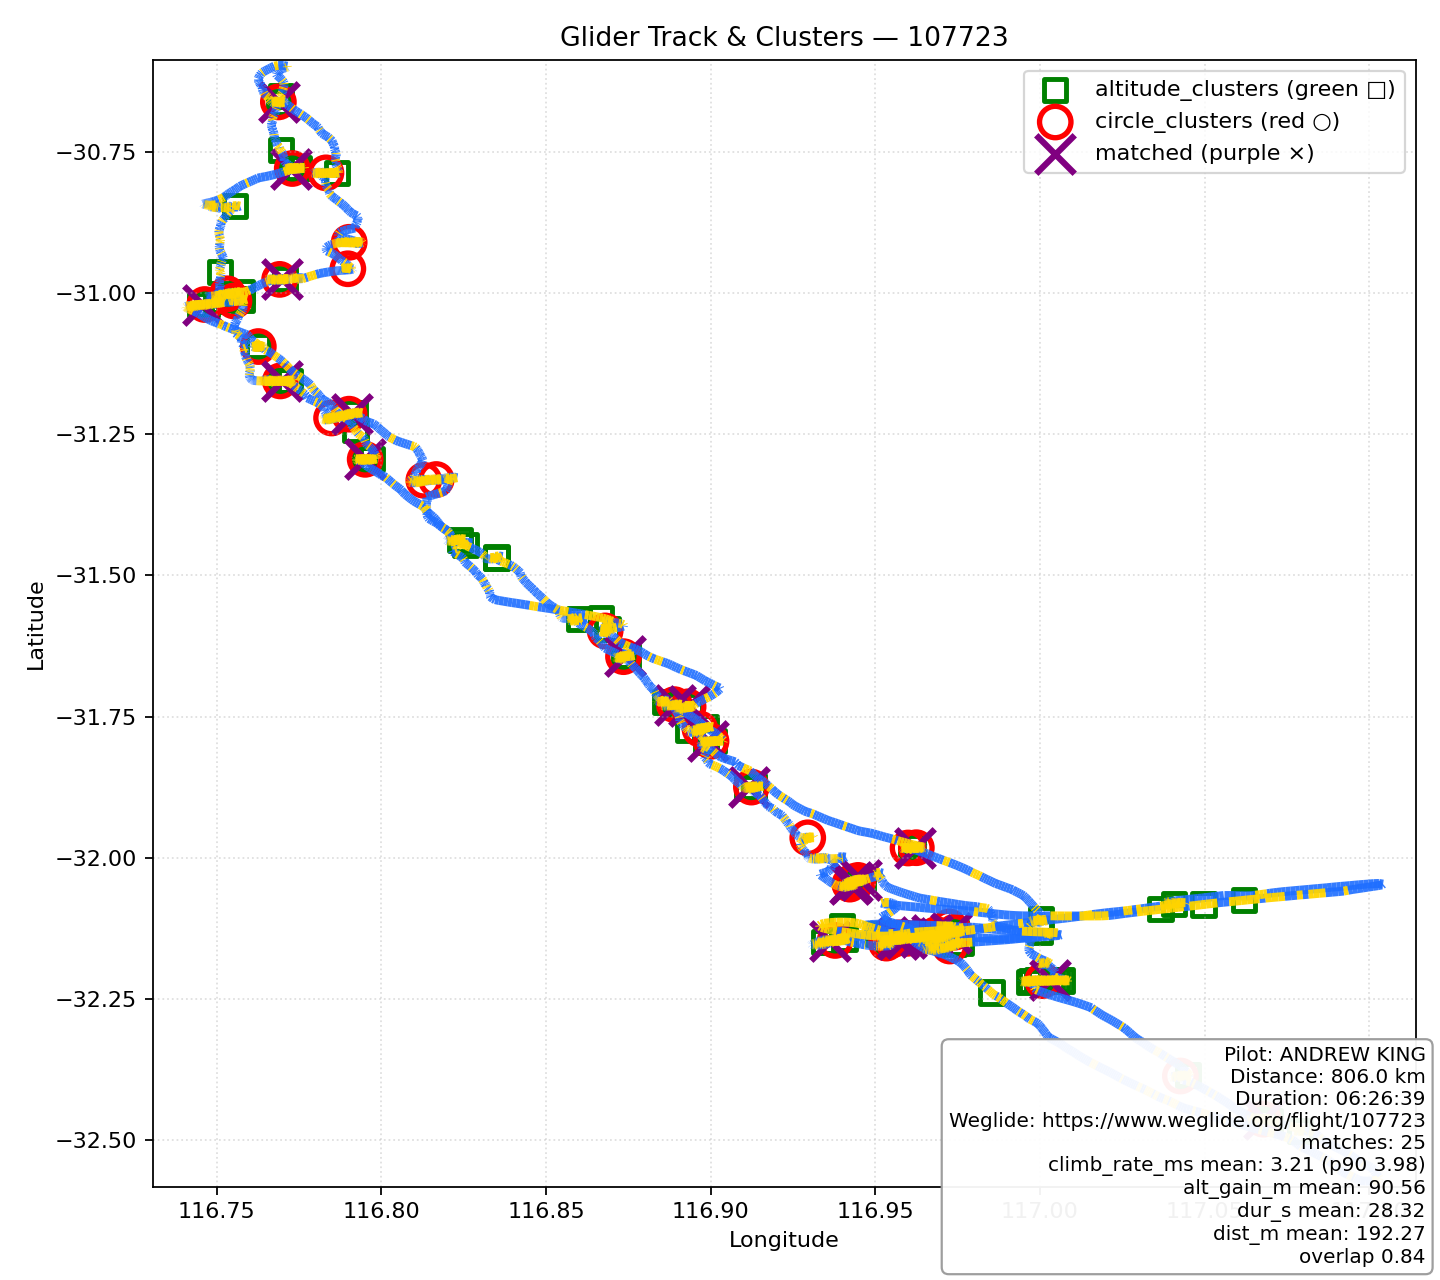 Glider Track & Clusters — 107723
altitude_clusters (green □)
circle_clusters (red ○)
matched (purple ×)
−30.75
−31.00
−31.25
−31.50
−31.75
−32.00
−32.25
−32.50
Latitude
116.75
116.80
116.85
116.90
116.95
117.00
117.05
Longitude
Pilot: ANDREW KING
Distance: 806.0 km
Duration: 06:26:39
Weglide: https://www.weglide.org/flight/107723
matches: 25
climb_rate_ms mean: 3.21 (p90 3.98)
alt_gain_m mean: 90.56
dur_s mean: 28.32
dist_m mean: 192.27
overlap 0.84